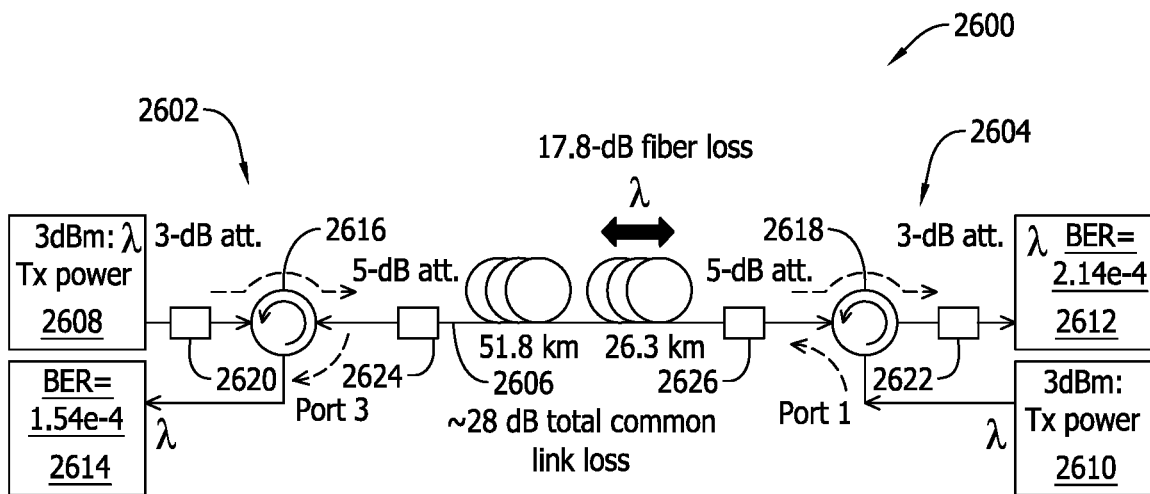 2600
2602
2604
17.8-dB fiber loss
λ
3dBm: λ
Tx power
2608
3-dB att.
2616
5-dB att.
5-dB att.
2618
3-dB att.
λ BER=
2.14e-4
2612
51.8 km
26.3 km
BER=
1.54e-4
2614
λ
2620
Port 3
2624
2606
2626
Port 1
2622
~28 dB total common
link loss
λ
3dBm:
Tx power
2610